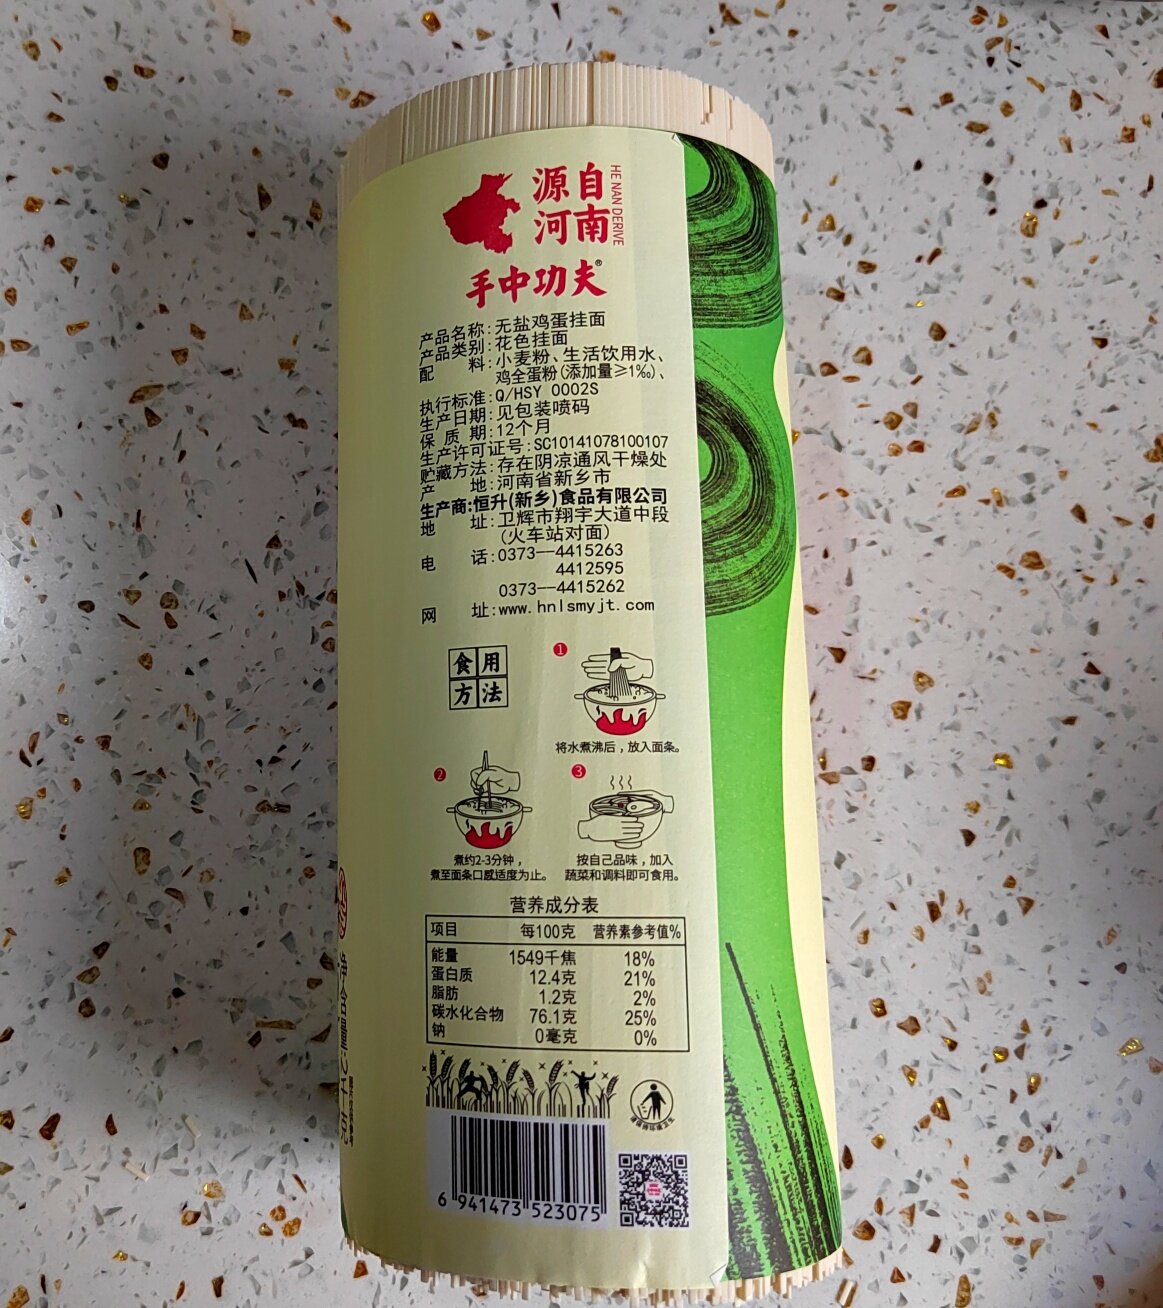 源自
河南
HE NAN DERIVE
手中功夫®
产品名称:无盐鸡蛋挂面
产品类别:花色挂面
配 料:小麦粉、生活饮用水、
鸡全蛋粉(添加量≥1‰)、
执行标准:Q/HSY 0002S
生产日期:见包装喷码
保 质 期:12个月
生产许可证号:SC10141078100107
贮藏方法:存在阴凉通风干燥处
产 地:河南省新乡市
生产商:恒升(新乡)食品有限公司
地 址:卫辉市翔宇大道中段
(火车站对面)
电 话:0373--4415263
4412595
0373--4415262
网 址:www.hnlsmyjt.com
食用
方法
1
将水煮沸后,放入面条。
2
煮约2-3分钟,
煮至面条口感适度为止。
3
按自己品味,加入
蔬菜和调料即可食用。
营养成分表
项目 每100克 营养素参考值%
能量 1549千焦 18%
蛋白质 12.4克 21%
脂肪 1.2克 2%
碳水化合物 76.1克 25%
钠 0毫克 0%
6 941473 523075